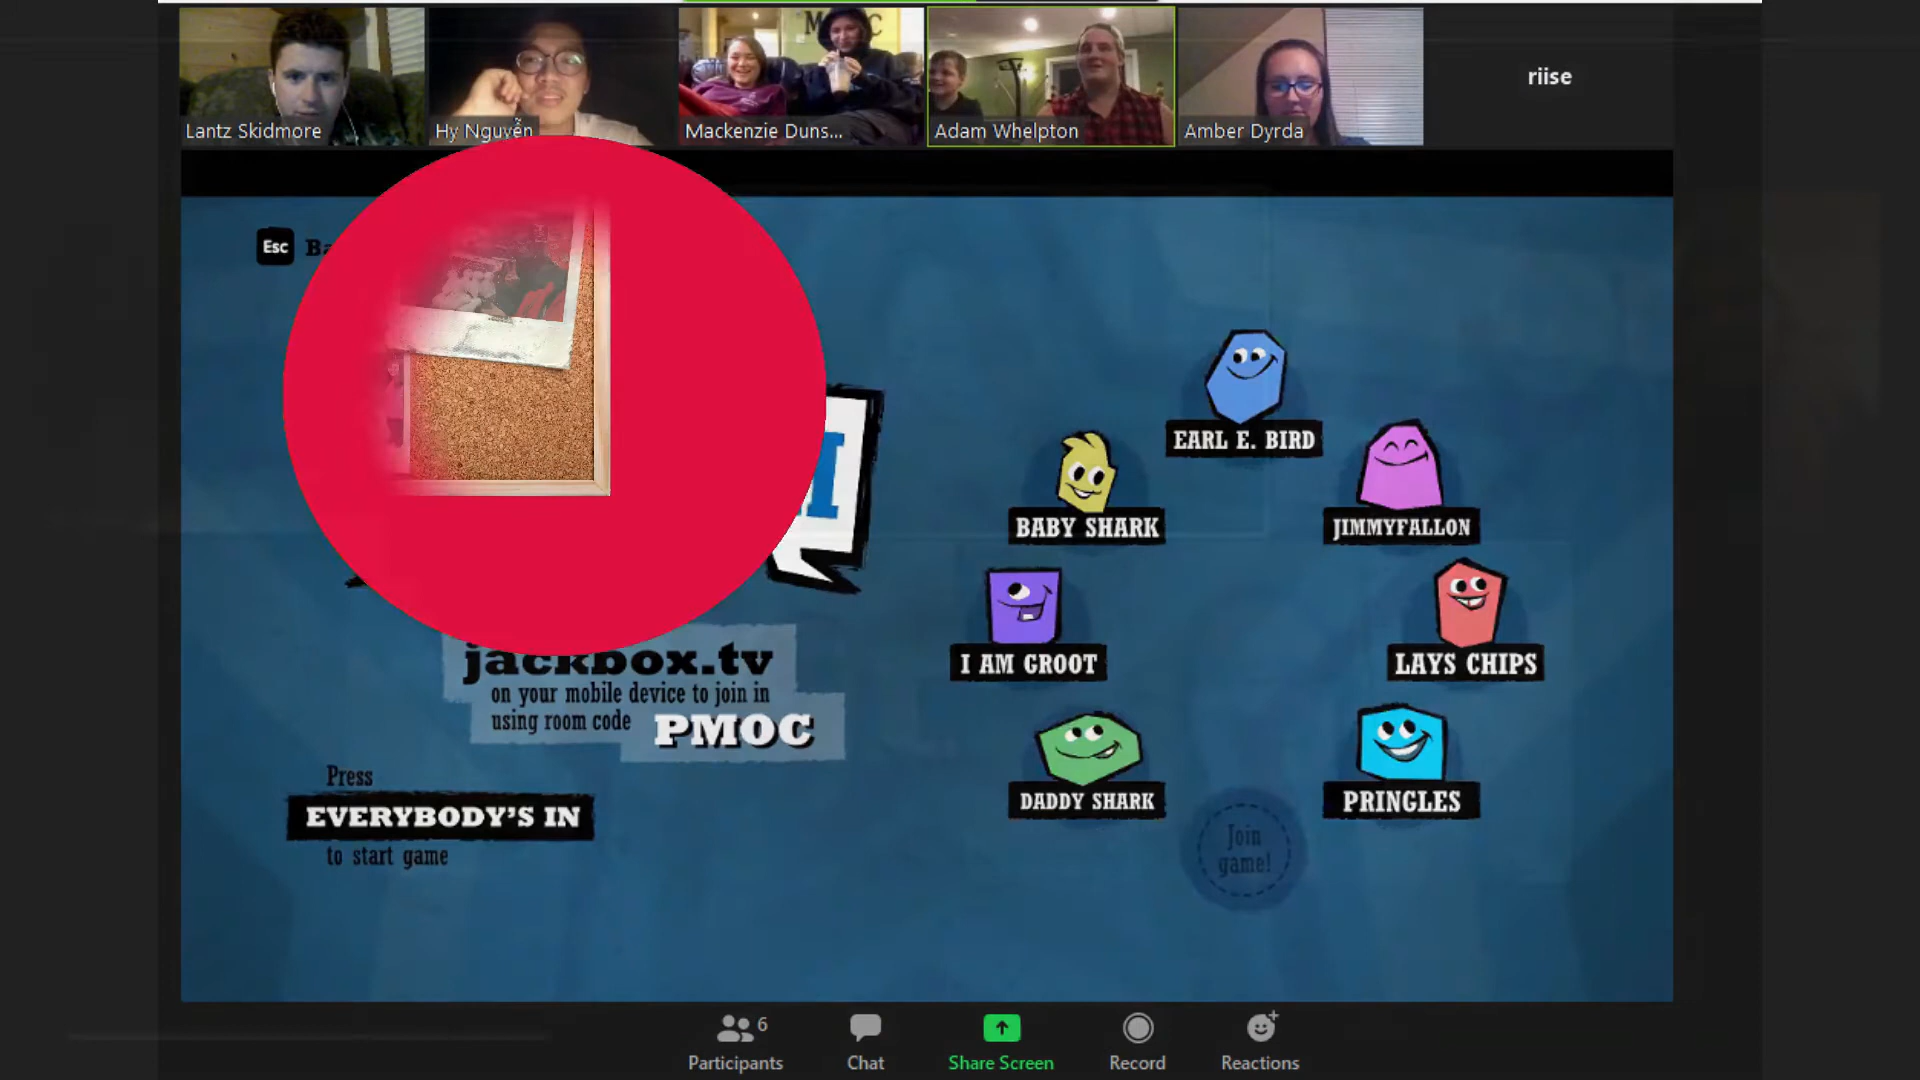 Lantz Skidmore
Hy Nguyễn
Mackenzie Duns...
Adam Whelpton
Amber Dyrda
riise
Esc
EARL E. BIRD
BABY SHARK
JIMMYFALLON
I AM GROOT
LAYS CHIPS
jackbox.tv
on your mobile device to join in
using room code PMOC
DADDY SHARK
PRINGLES
Press
EVERYBODY'S IN
to start game
Join
game!
6
Participants
Chat
Share Screen
Record
Reactions